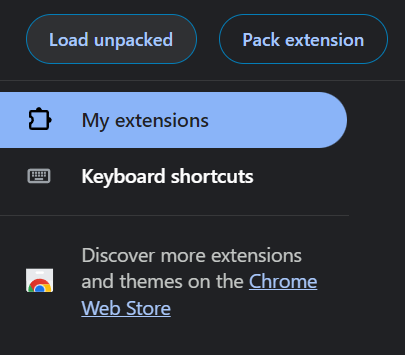 Load unpacked
Pack extension
My extensions
Keyboard shortcuts
Discover more extensions
and themes on the Chrome
Web Store